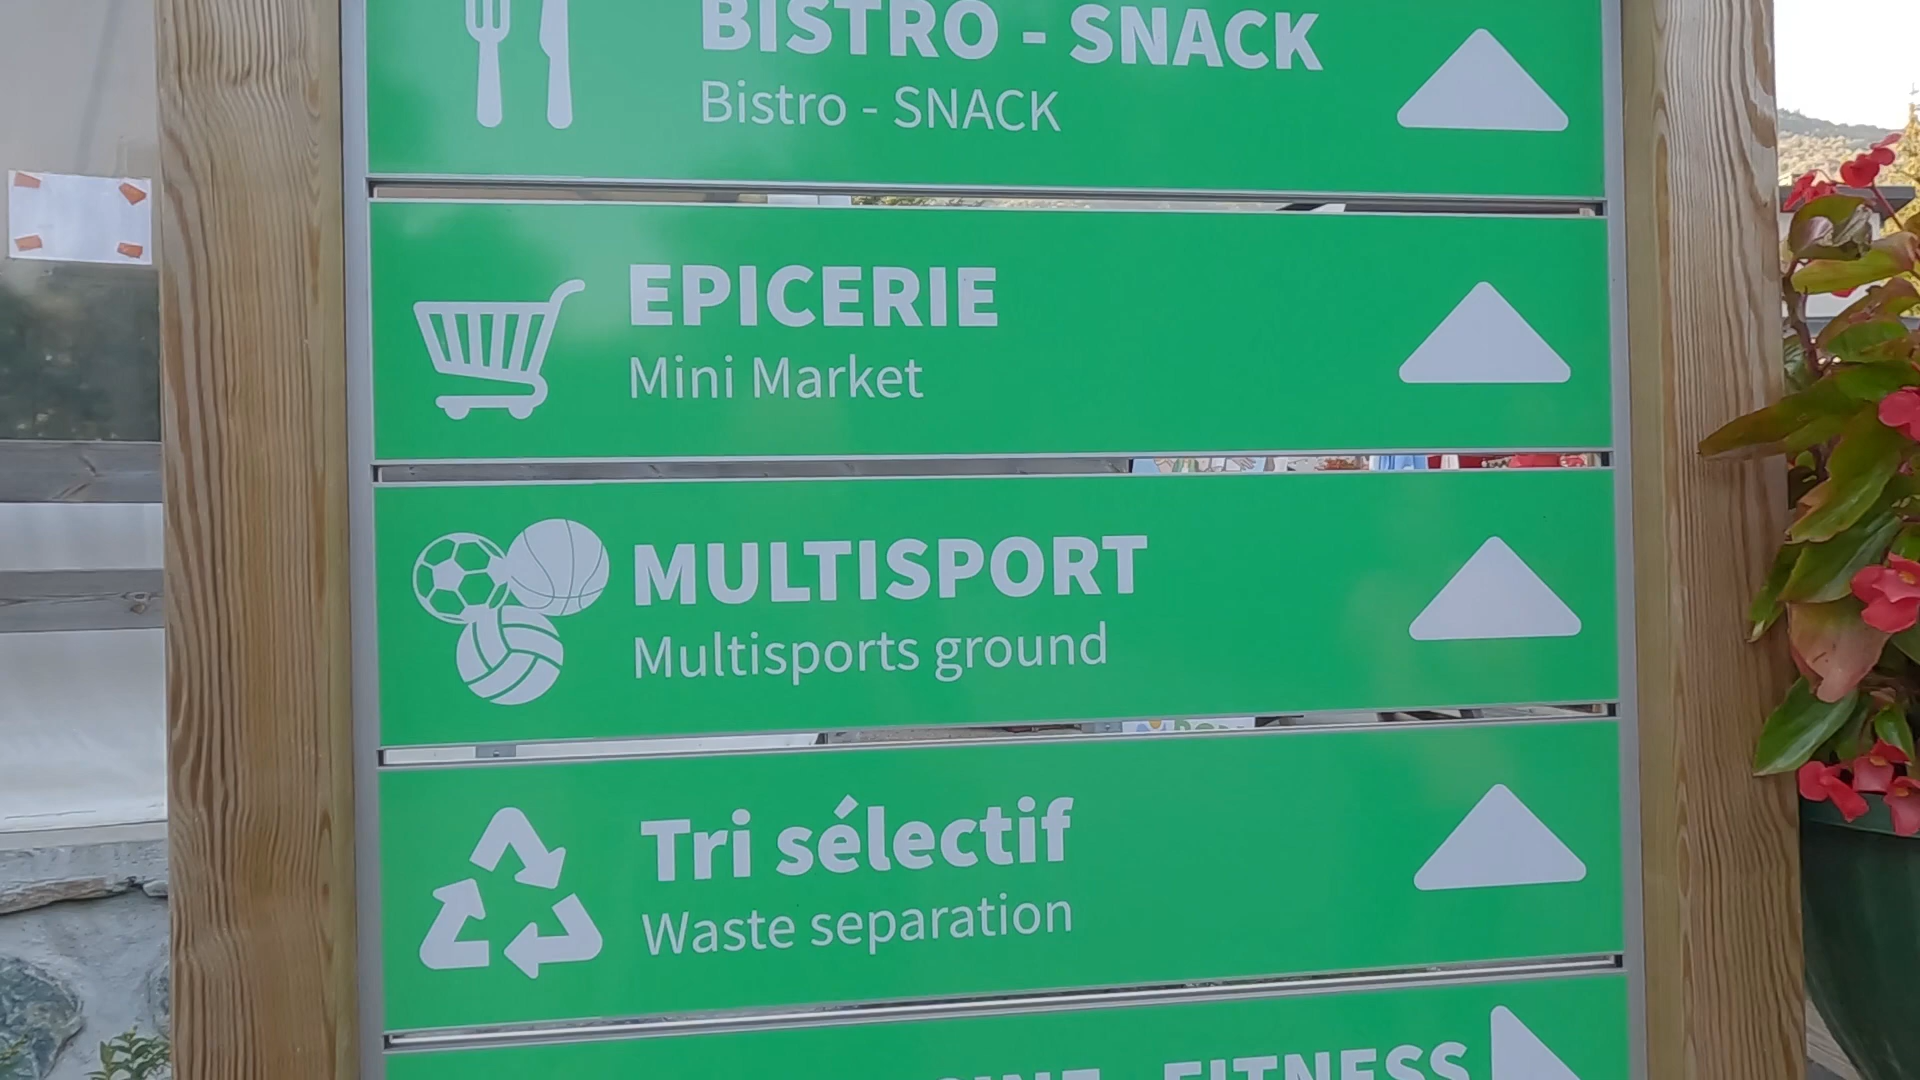 BISTRO - SNACK
Bistro - SNACK
EPICERIE
Mini Market
MULTISPORT
Multisports ground
Tri sélectif
Waste separation
FITNESS